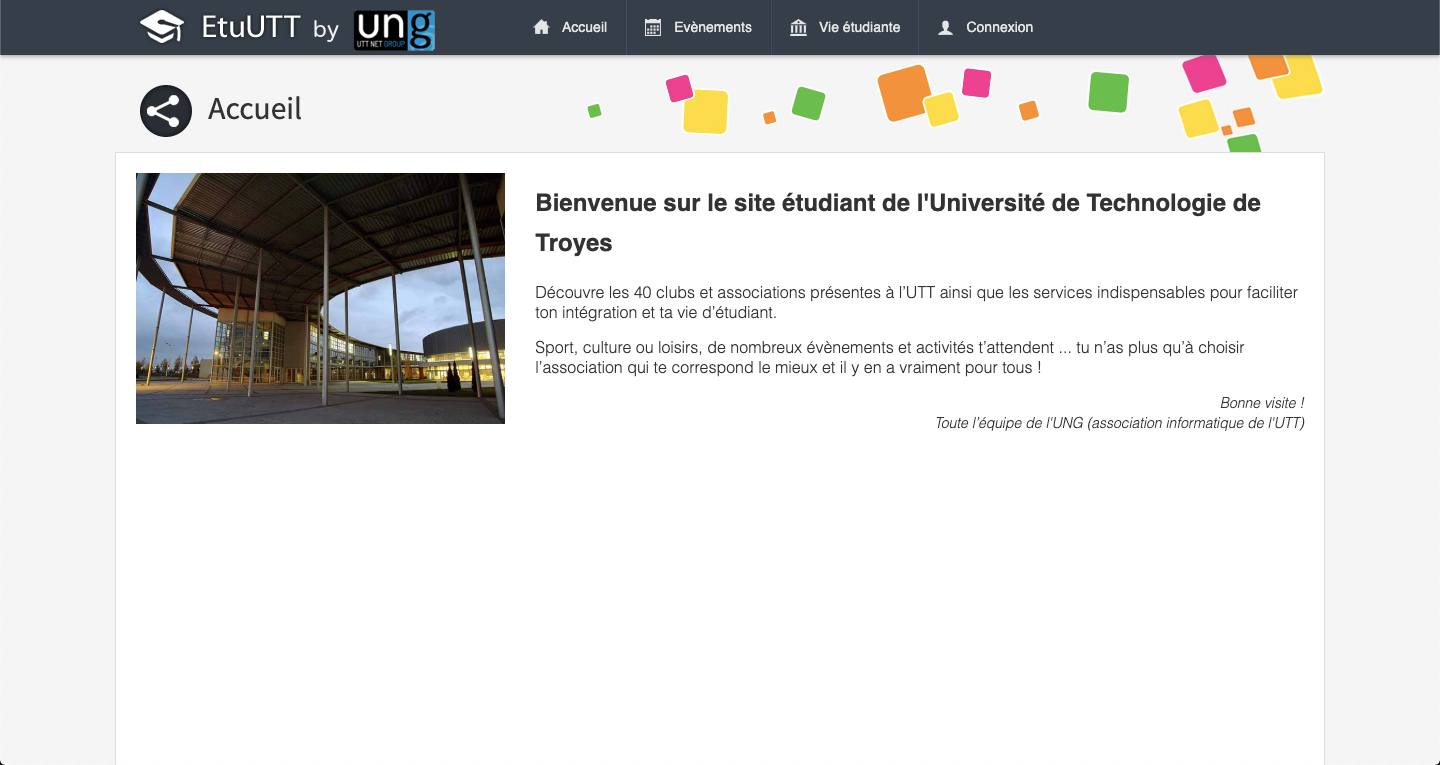 EtuUTT by ung
UTT NET GROUP
Accueil
Evènements
Vie étudiante
Connexion
Accueil
Bienvenue sur le site étudiant de l'Université de Technologie de
Troyes
Découvre les 40 clubs et associations présentes à l’UTT ainsi que les services indispensables pour faciliter
ton intégration et ta vie d’étudiant.
Sport, culture ou loisirs, de nombreux évènements et activités t’attendent ... tu n’as plus qu’à choisir
l’association qui te correspond le mieux et il y en a vraiment pour tous !
Bonne visite !
Toute l’équipe de l'UNG (association informatique de l'UTT)